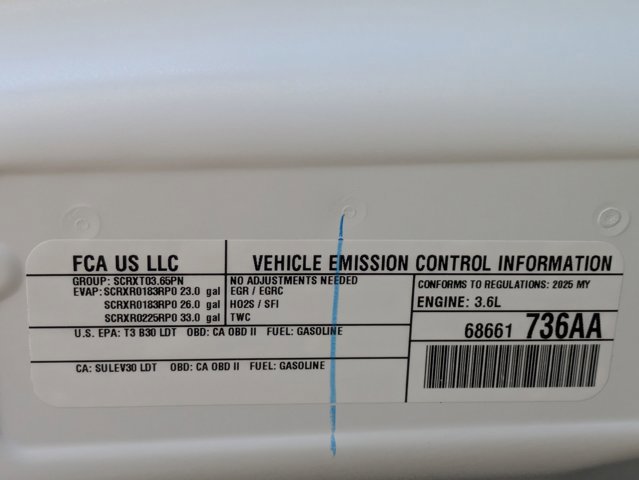 FCA US LLC
VEHICLE EMISSION CONTROL INFORMATION
GROUP: SCRXT03.65PN
EVAP: SCRXR0183RP0 23.0 gal
SCRXR0183RP0 26.0 gal
SCRXR0225RP0 33.0 gal
NO ADJUSTMENTS NEEDED
EGR / EGRC
HO2S / SFI
TWC
CONFORMS TO REGULATIONS: 2025 MY
ENGINE: 3.6L
U.S. EPA: T3 B30 LDT OBD: CA OBD II FUEL: GASOLINE
CA: SULEV30 LDT OBD: CA OBD II FUEL: GASOLINE
68661 736AA